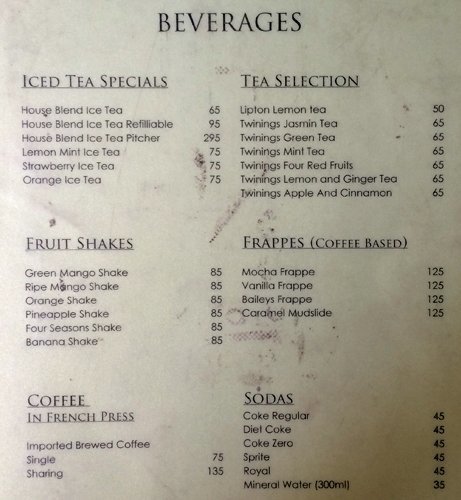 BEVERAGES
ICED TEA SPECIALS
House Blend Ice Tea 65
House Blend Ice Tea Refilliable 95
House Blend Ice Tea Pitcher 295
Lemon Mint Ice Tea 75
Strawberry Ice Tea 75
Orange Ice Tea 75
TEA SELECTION
Lipton Lemon tea 50
Twinings Jasmin Tea 65
Twinings Green Tea 65
Twinings Mint Tea 65
Twinings Four Red Fruits 65
Twinings Lemon and Ginger Tea 65
Twinings Apple And Cinnamon 65
FRUIT SHAKES
Green Mango Shake 85
Ripe Mango Shake 85
Orange Shake 85
Pineapple Shake 85
Four Seasons Shake 85
Banana Shake 85
FRAPPES (COFFEE BASED)
Mocha Frappe 125
Vanilla Frappe 125
Baileys Frappe 125
Caramel Mudslide 125
COFFEE
IN FRENCH PRESS
Imported Brewed Coffee
Single 75
Sharing 135
SODAS
Coke Regular 45
Diet Coke 45
Coke Zero 45
Sprite 45
Royal 45
Mineral Water (300ml) 35